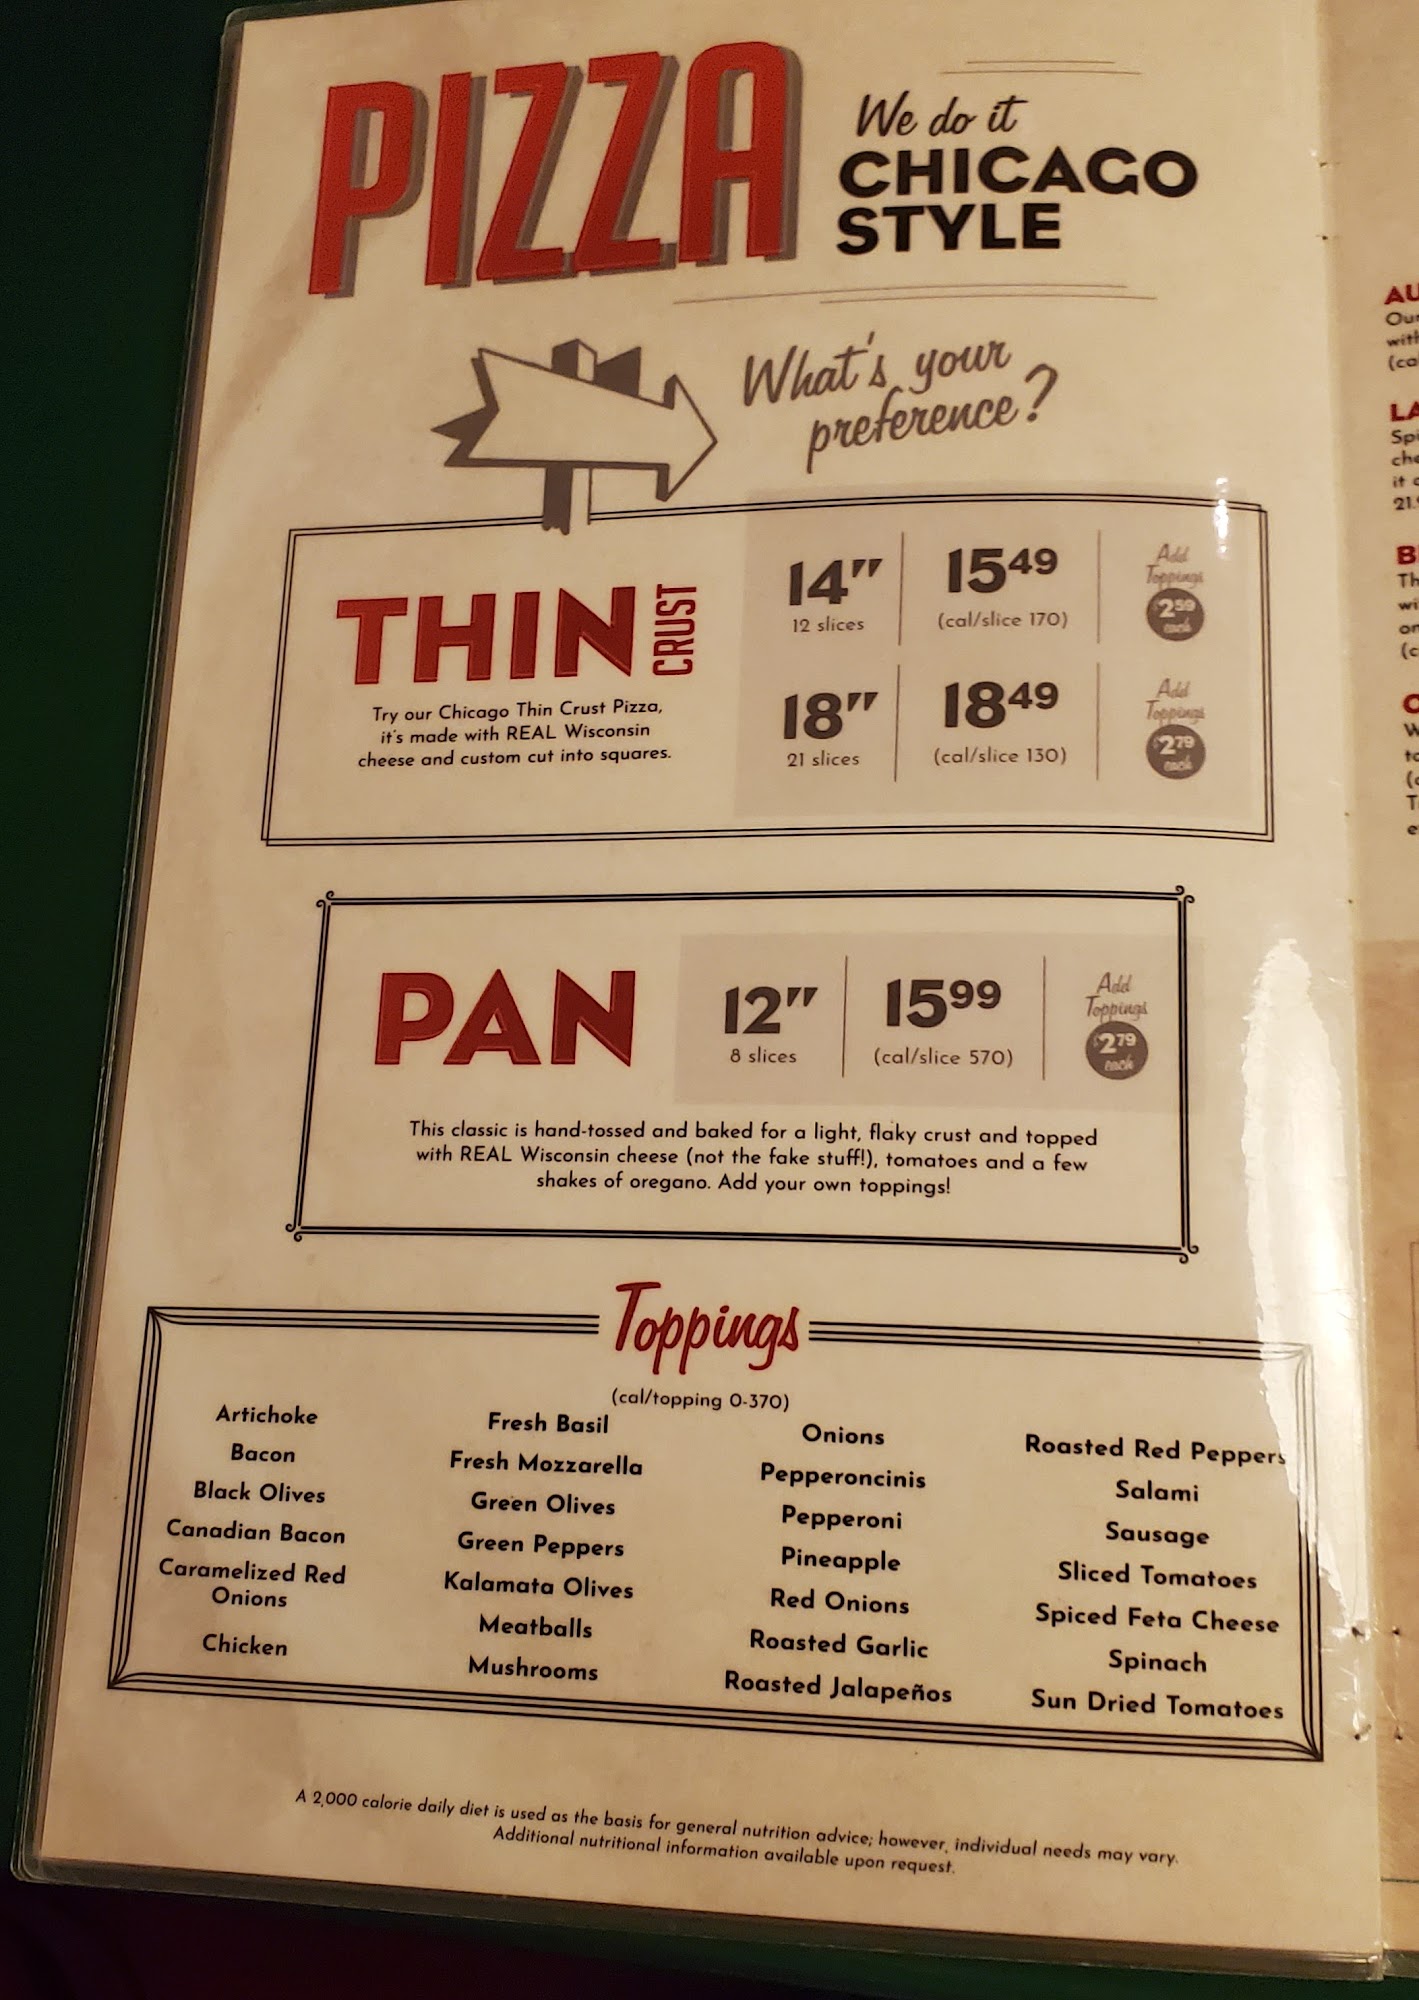 PIZZA
We do it
CHICAGO
STYLE
What's your
preference?
THIN CRUST
Try our Chicago Thin Crust Pizza,
it's made with REAL Wisconsin
cheese and custom cut into squares.
14"
12 slices
15 49
(cal/slice 170)
Add
Toppings
$2 59
each
18"
21 slices
18 49
(cal/slice 130)
Add
Toppings
$2 79
each
PAN
12"
8 slices
15 99
(cal/slice 570)
Add
Toppings
$2 79
each
This classic is hand-tossed and baked for a light, flaky crust and topped
with REAL Wisconsin cheese (not the fake stuff!), tomatoes and a few
shakes of oregano. Add your own toppings!
Toppings
(cal/topping 0-370)
Artichoke
Bacon
Black Olives
Canadian Bacon
Caramelized Red
Onions
Chicken
Fresh Basil
Fresh Mozzarella
Green Olives
Green Peppers
Kalamata Olives
Meatballs
Mushrooms
Onions
Pepperoncinis
Pepperoni
Pineapple
Red Onions
Roasted Garlic
Roasted Jalapeños
Roasted Red Peppers
Salami
Sausage
Sliced Tomatoes
Spiced Feta Cheese
Spinach
Sun Dried Tomatoes
A 2,000 calorie daily diet is used as the basis for general nutrition advice; however, individual needs may vary.
Additional nutritional information available upon request.